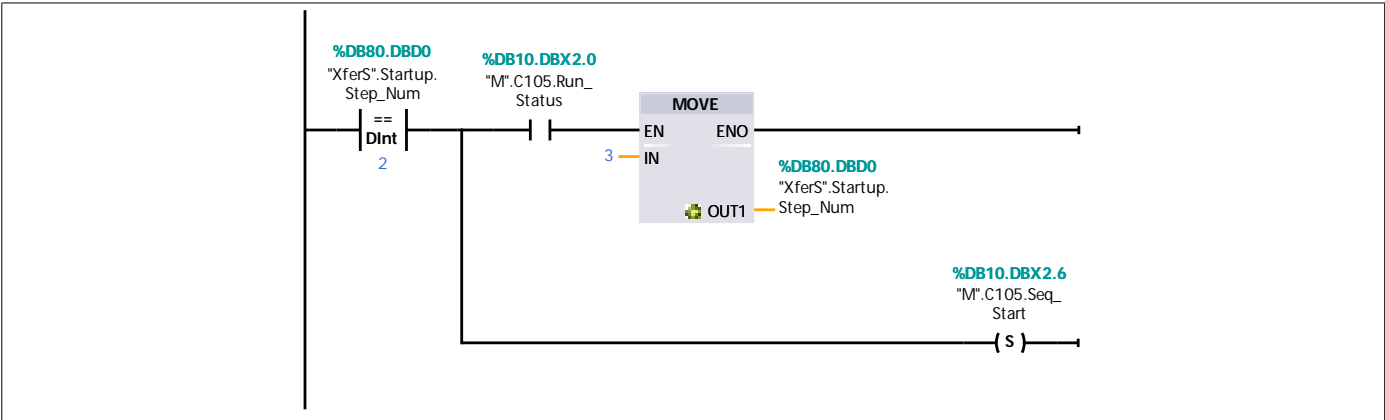 %DB80.DBD0
"XferS".Startup.
Step_Num
==
DInt
2
%DB10.DBX2.0
"M".C105.Run_
Status
MOVE
EN ENO
3 IN
OUT1
%DB80.DBD0
"XferS".Startup.
Step_Num
%DB10.DBX2.6
"M".C105.Seq_
Start
( S )